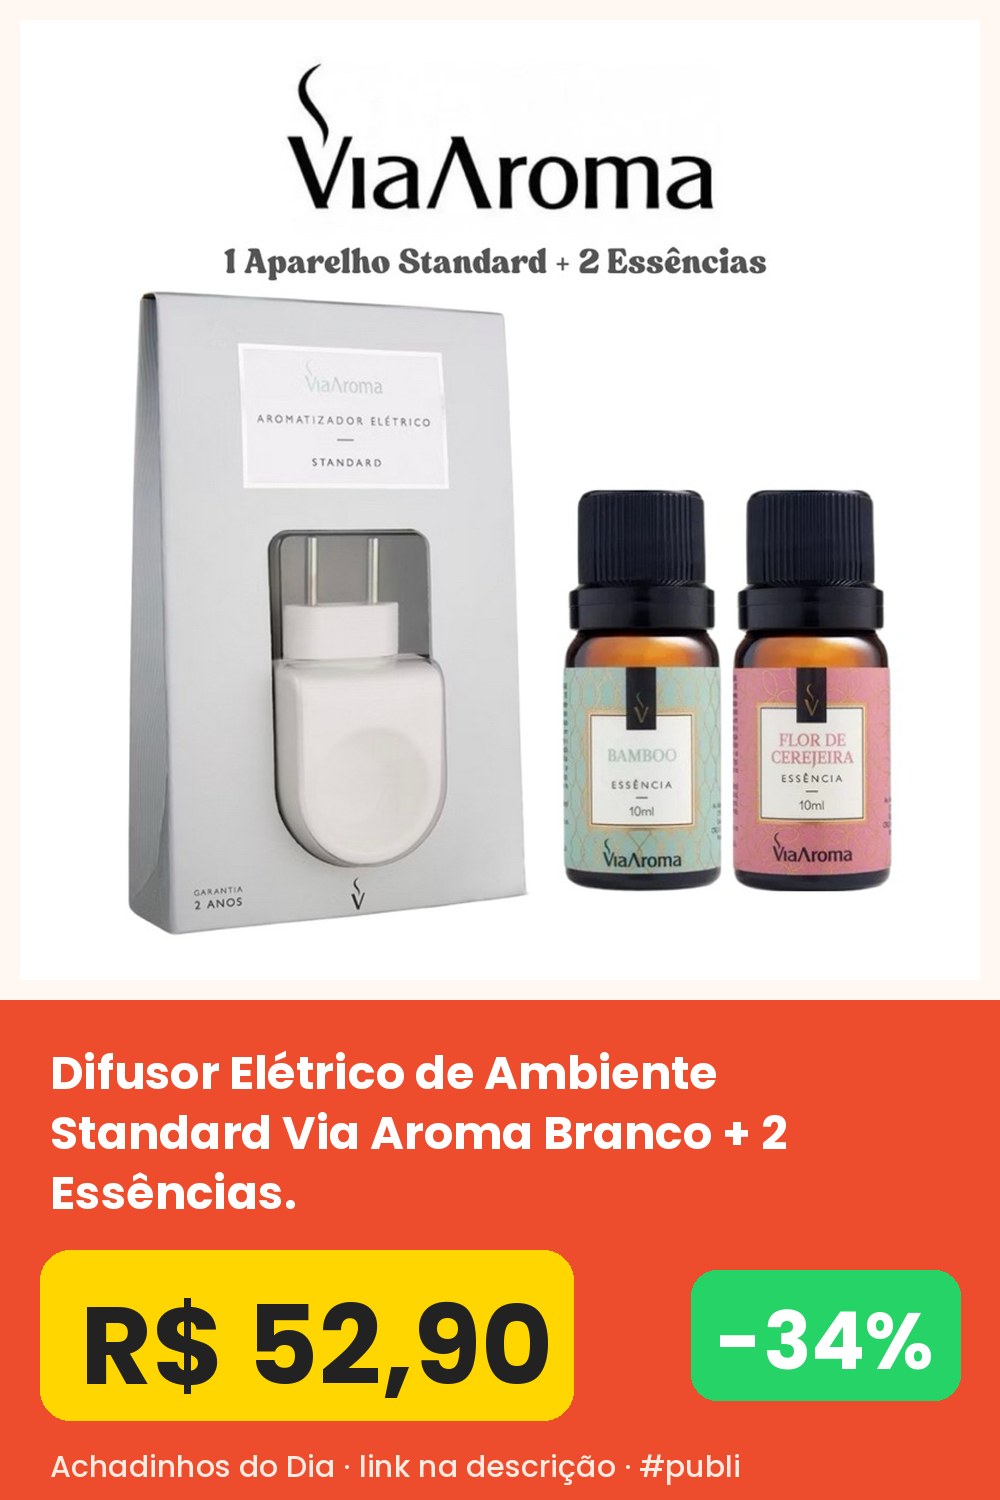 ViaAroma
1 Aparelho Standard + 2 Essências
ViaAroma
AROMATIZADOR ELÉTRICO
STANDARD
GARANTIA
2 ANOS
BAMBOO
ESSÊNCIA
10ml
ViaAroma
FLOR DE
CEREJEIRA
ESSÊNCIA
10ml
ViaAroma
Difusor Elétrico de Ambiente
Standard Via Aroma Branco + 2
Essências.
R$ 52,90
-34%
Achadinhos do Dia · link na descrição · #publi